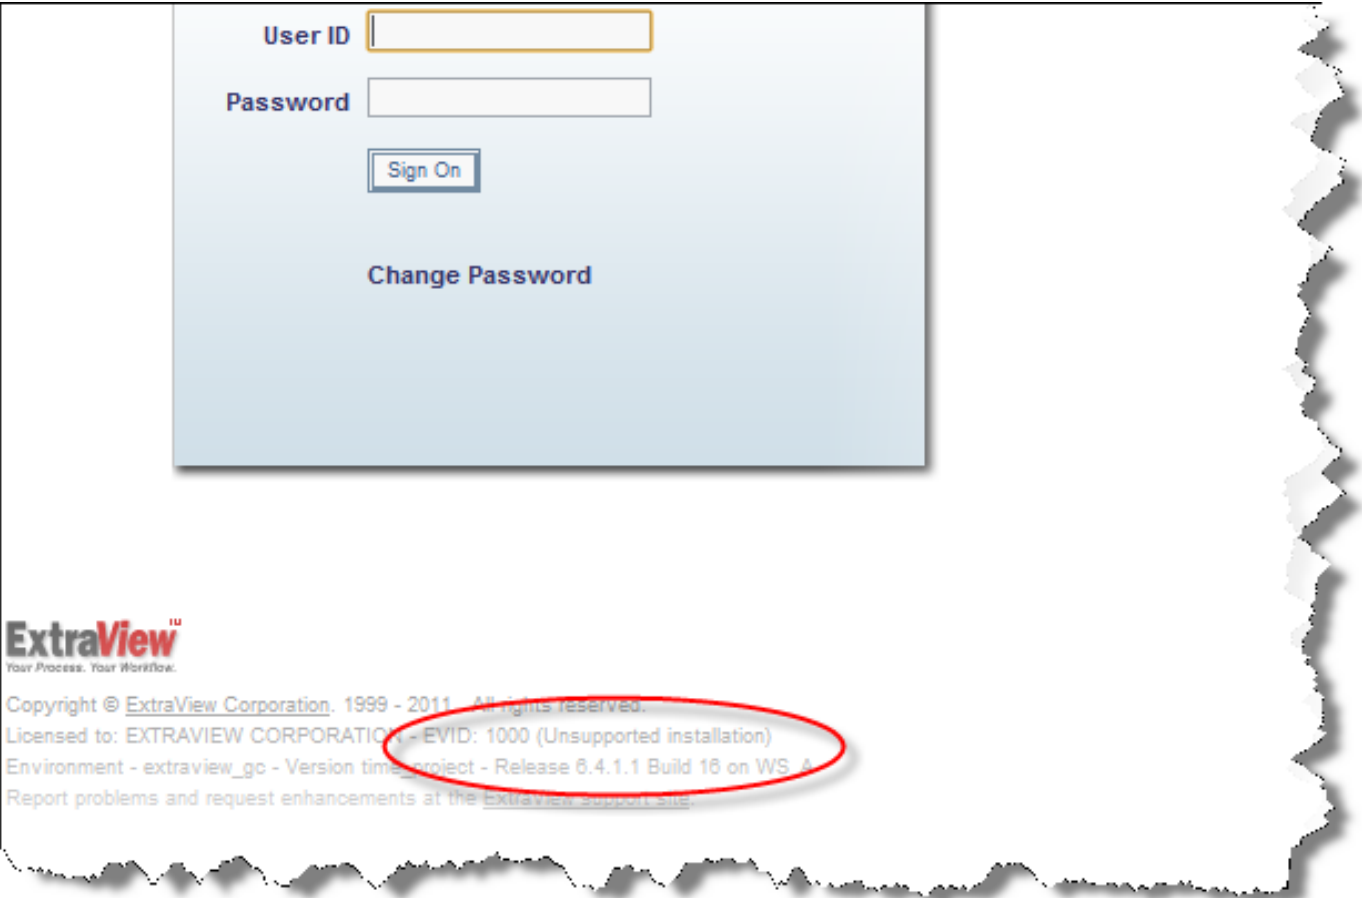 User ID
Password
Sign On
Change Password
ExtraView™
Your Process. Your Workflow.
Copyright © ExtraView Corporation. 1999 - 2011 - All rights reserved.
Licensed to: EXTRAVIEW CORPORATION - EVID: 1000 (Unsupported installation)
Environment - extraview_gc - Version time_project - Release 6.4.1.1 Build 16 on WS_A
Report problems and request enhancements at the ExtraView support site.